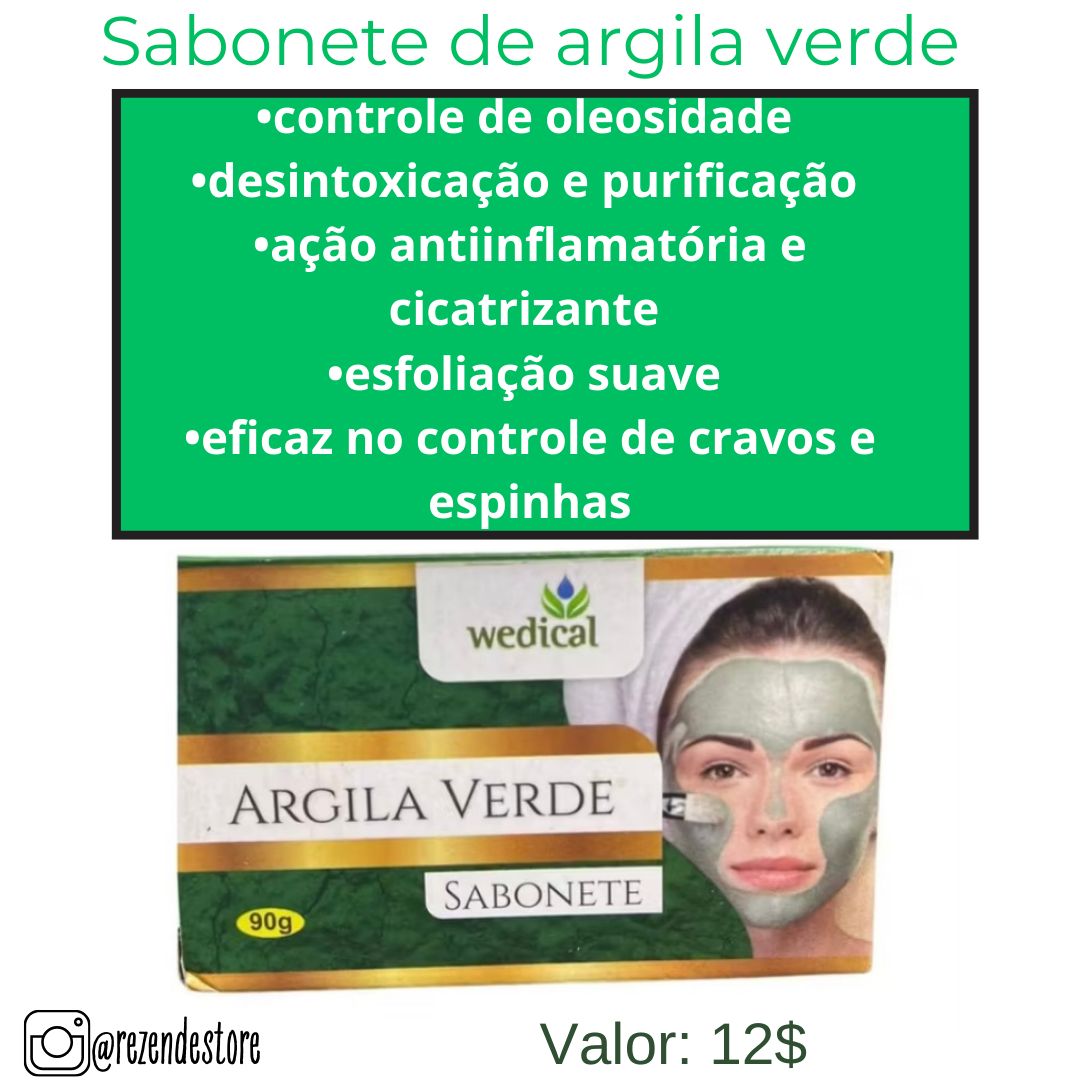 Sabonete de argila verde
•controle de oleosidade
•desintoxicação e purificação
•ação antiinflamatória e
cicatrizante
•esfoliação suave
•eficaz no controle de cravos e
espinhas
wedical
ARGILA VERDE
SABONETE
90g
@rezendestore
Valor: 12$